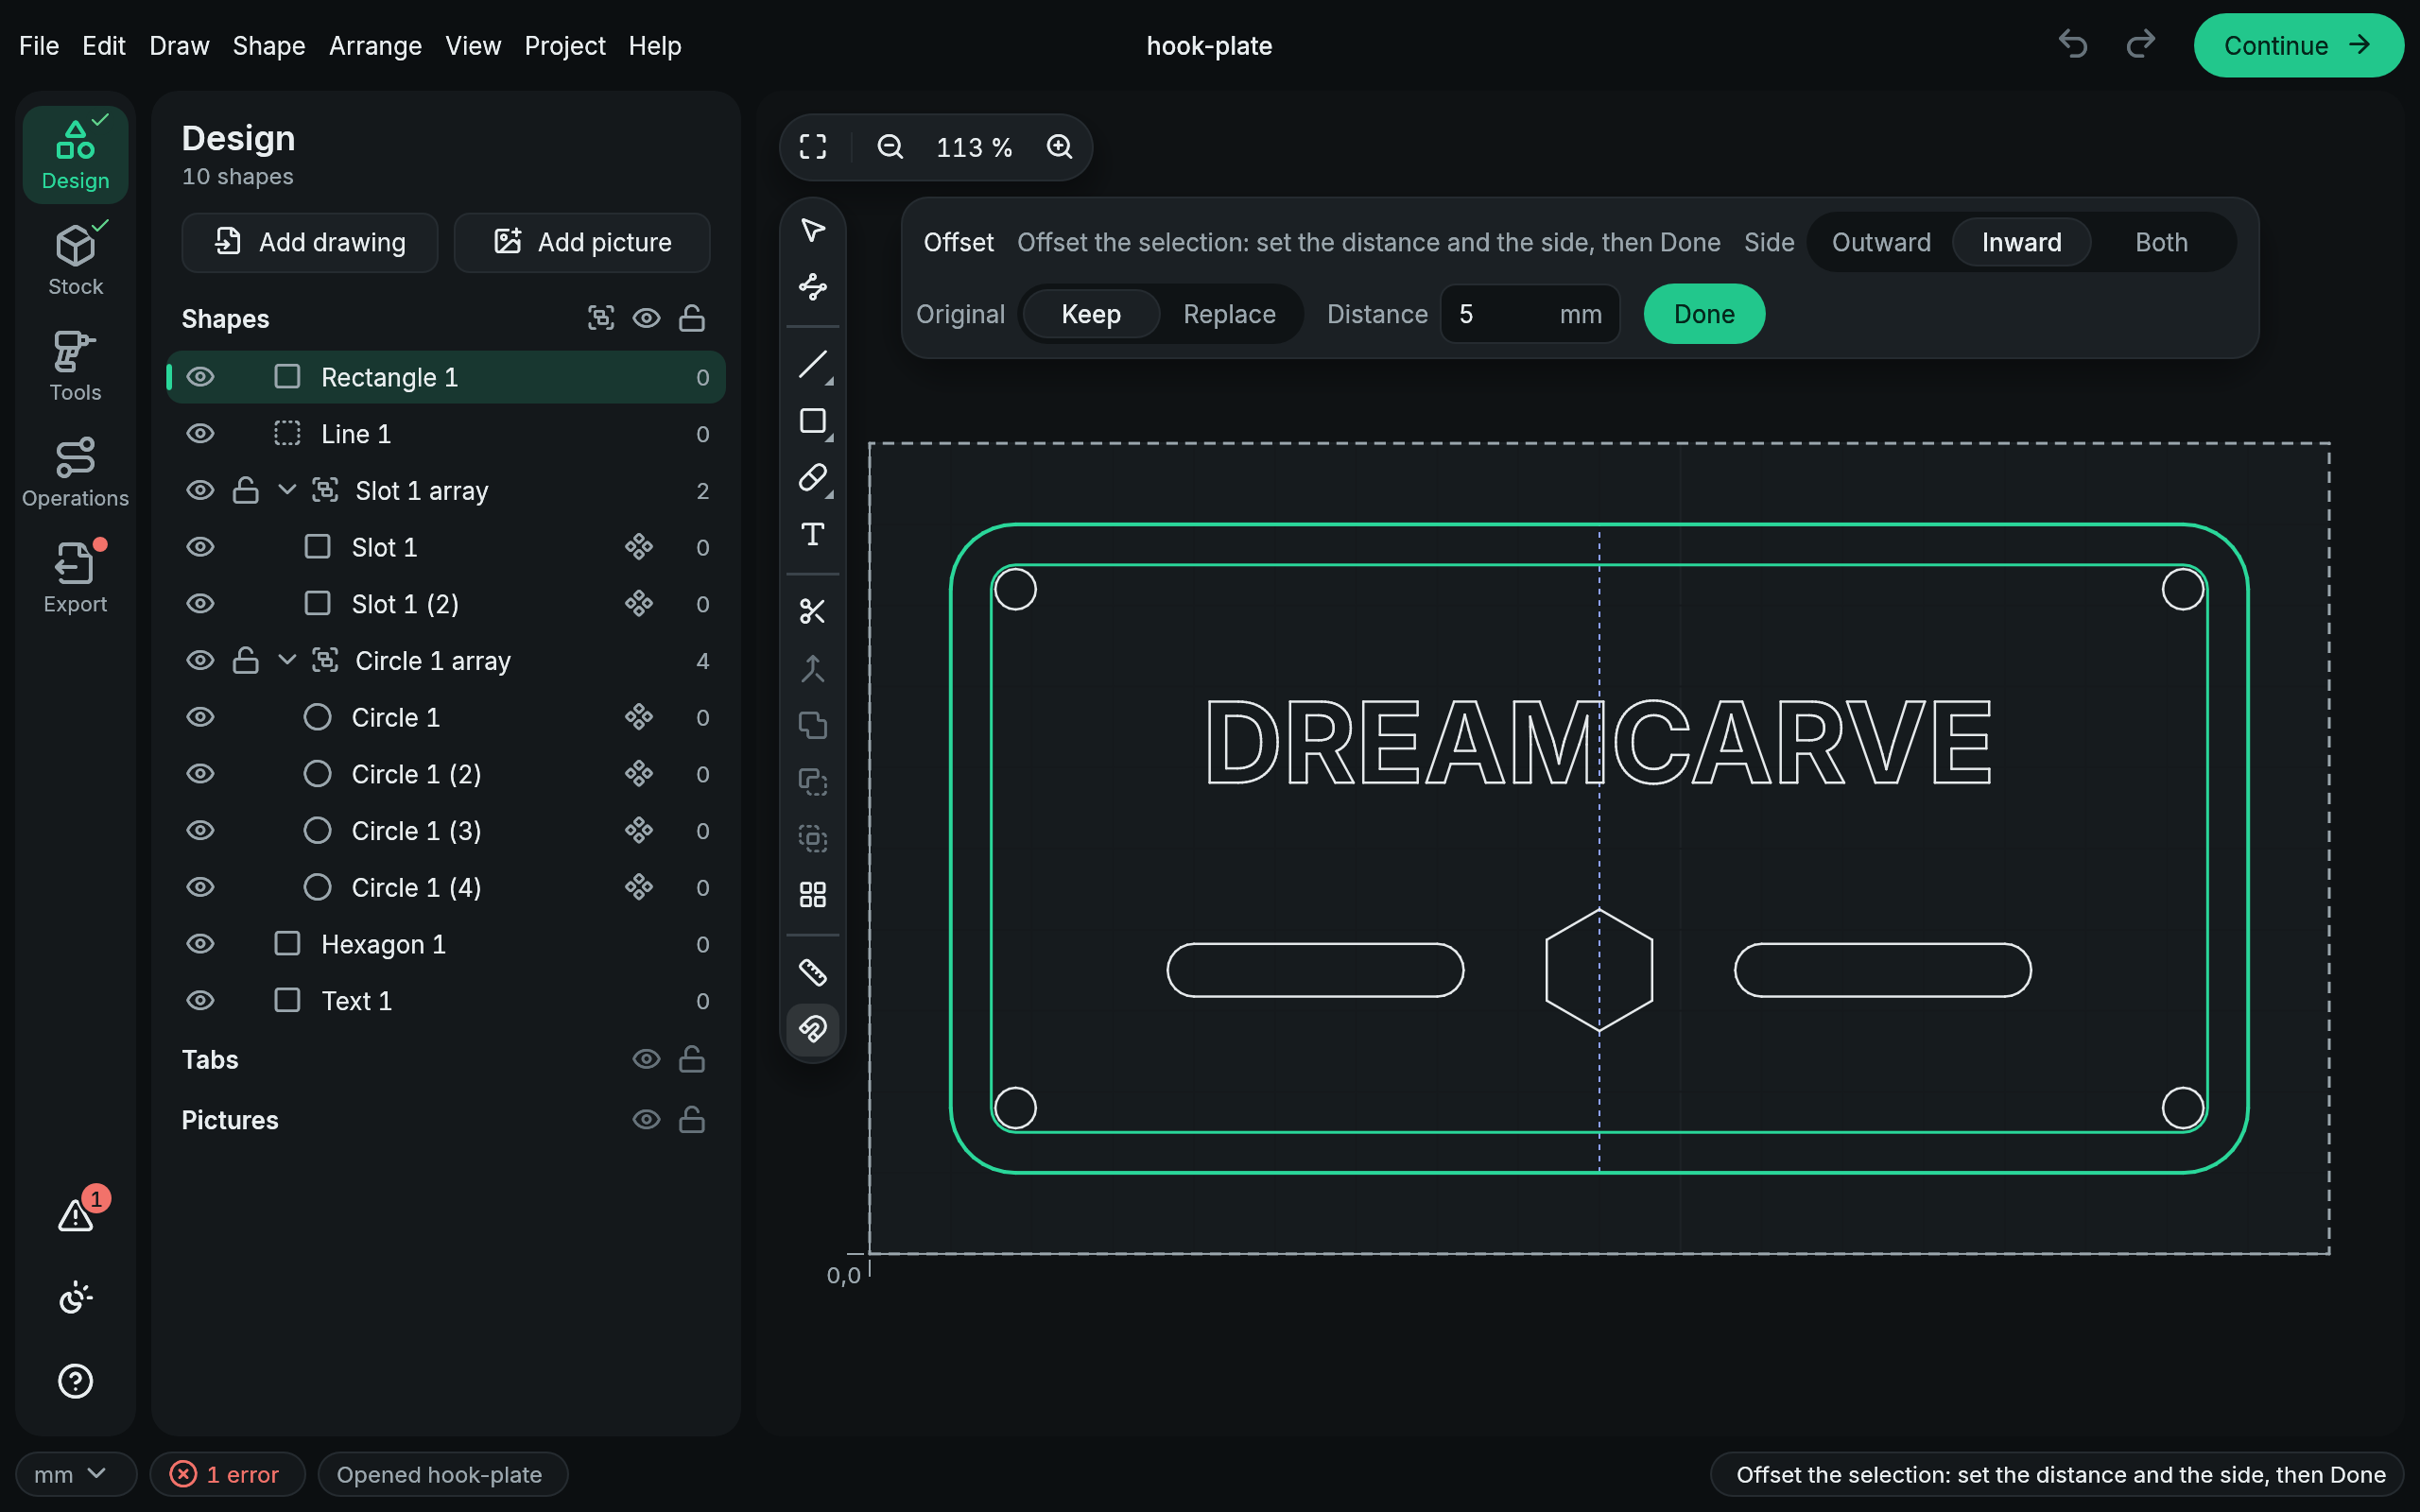 File Edit Draw Shape Arrange View Project Help
hook-plate
Continue
Design
Stock
Tools
Operations
Export
1
Design
10 shapes
Add drawing
Add picture
Shapes
Rectangle 1 0
Line 1 0
Slot 1 array 2
Slot 1 0
Slot 1 (2) 0
Circle 1 array 4
Circle 1 0
Circle 1 (2) 0
Circle 1 (3) 0
Circle 1 (4) 0
Hexagon 1 0
Text 1 0
Tabs
Pictures
113 %
Offset Offset the selection: set the distance and the side, then Done Side Outward Inward Both
Original Keep Replace Distance 5 mm Done
DREAMCARVE
0,0
mm
1 error
Opened hook-plate
Offset the selection: set the distance and the side, then Done